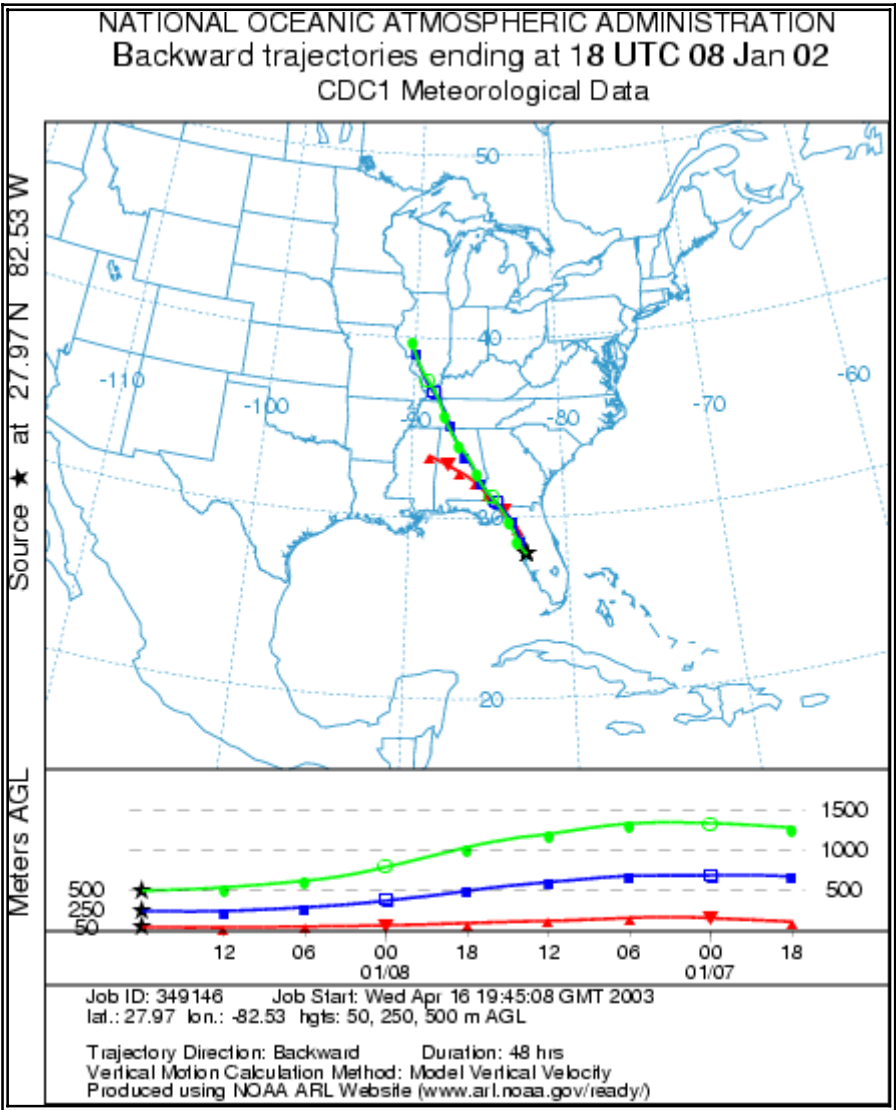 NATIONAL OCEANIC ATMOSPHERIC ADMINISTRATION
Backward trajectories ending at 18 UTC 08 Jan 02
CDC1 Meteorological Data
Source ★ at 27.97 N 82.53 W
50
40
-110
-100
-90
-80
-70
-60
30
20
Meters AGL
1500
1000
500
500
250
50
12 06 00 18 12 06 00 18
01/08 01/07
Job ID: 349146 Job Start: Wed Apr 16 19:45:08 GMT 2003
lat.: 27.97 lon.: -82.53 hgts: 50, 250, 500 m AGL
Trajectory Direction: Backward Duration: 48 hrs
Vertical Motion Calculation Method: Model Vertical Velocity
Produced using NOAA ARL Website (www.arl.noaa.gov/ready/)